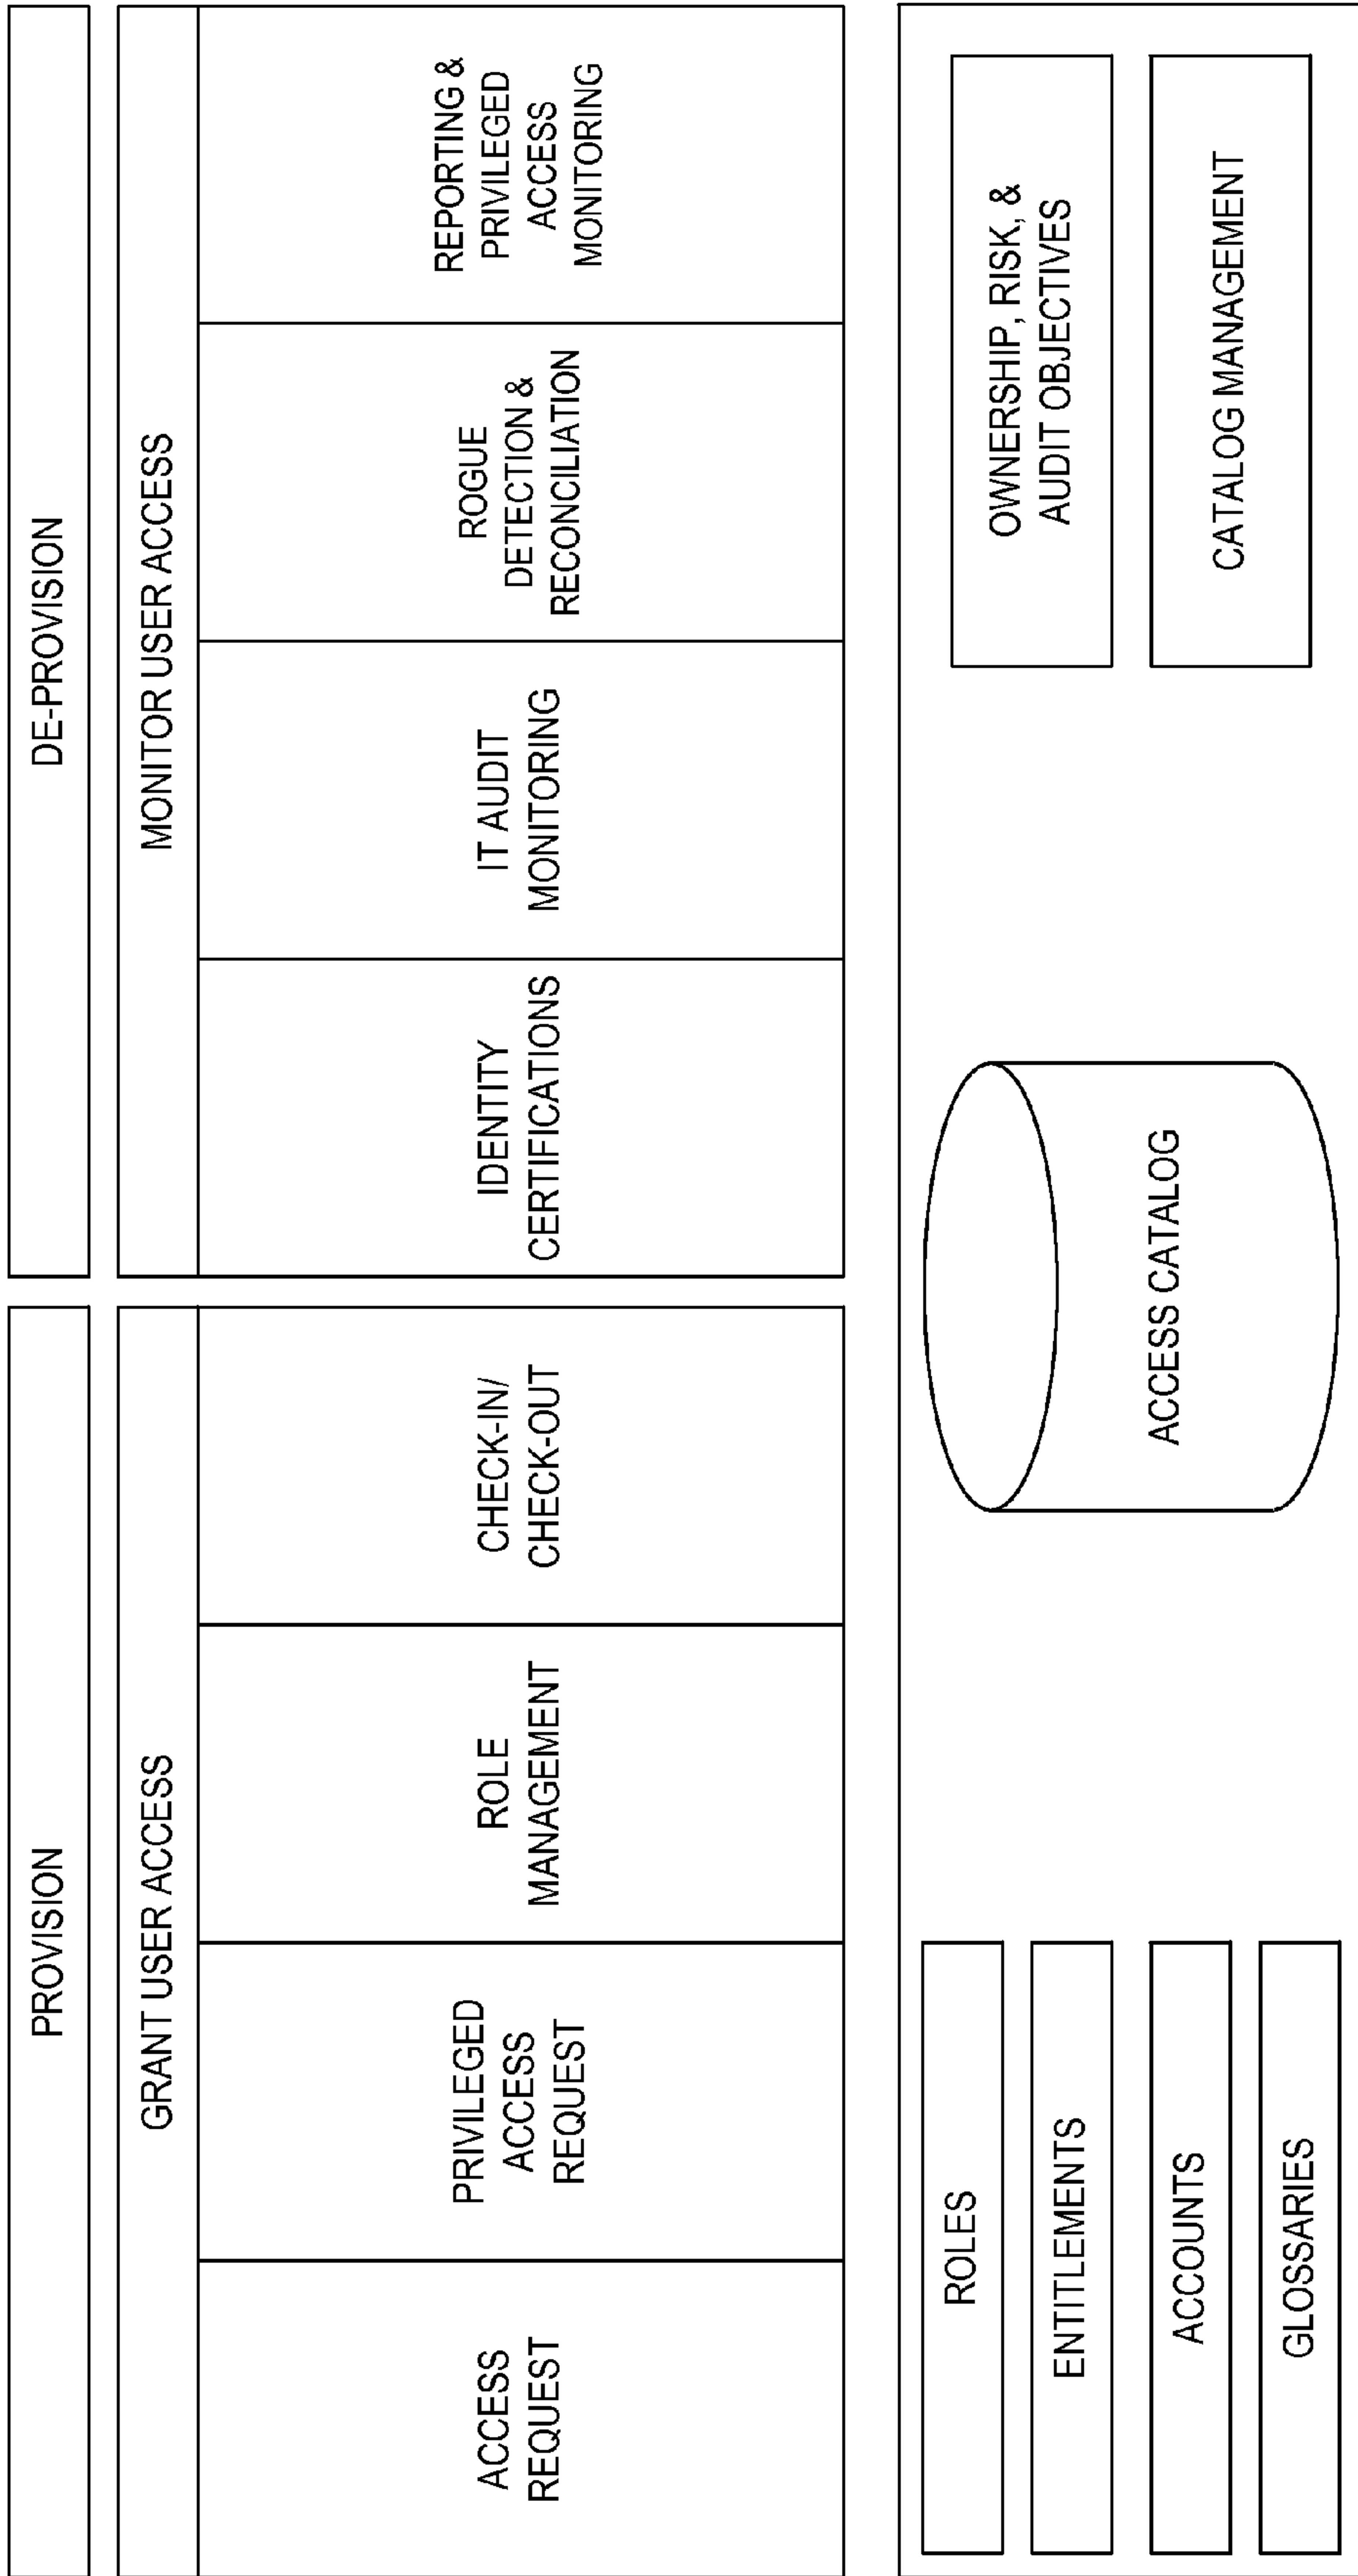 PROVISION
DE-PROVISION
GRANT USER ACCESS
MONITOR USER ACCESS
ACCESS
REQUEST
PRIVILEGED
ACCESS
REQUEST
ROLE
MANAGEMENT
CHECK-IN/
CHECK-OUT
IDENTITY
CERTIFICATIONS
IT AUDIT
MONITORING
ROGUE
DETECTION &
RECONCILIATION
REPORTING &
PRIVILEGED
ACCESS
MONITORING
ROLES
ENTITLEMENTS
ACCOUNTS
GLOSSARIES
ACCESS CATALOG
OWNERSHIP, RISK, &
AUDIT OBJECTIVES
CATALOG MANAGEMENT